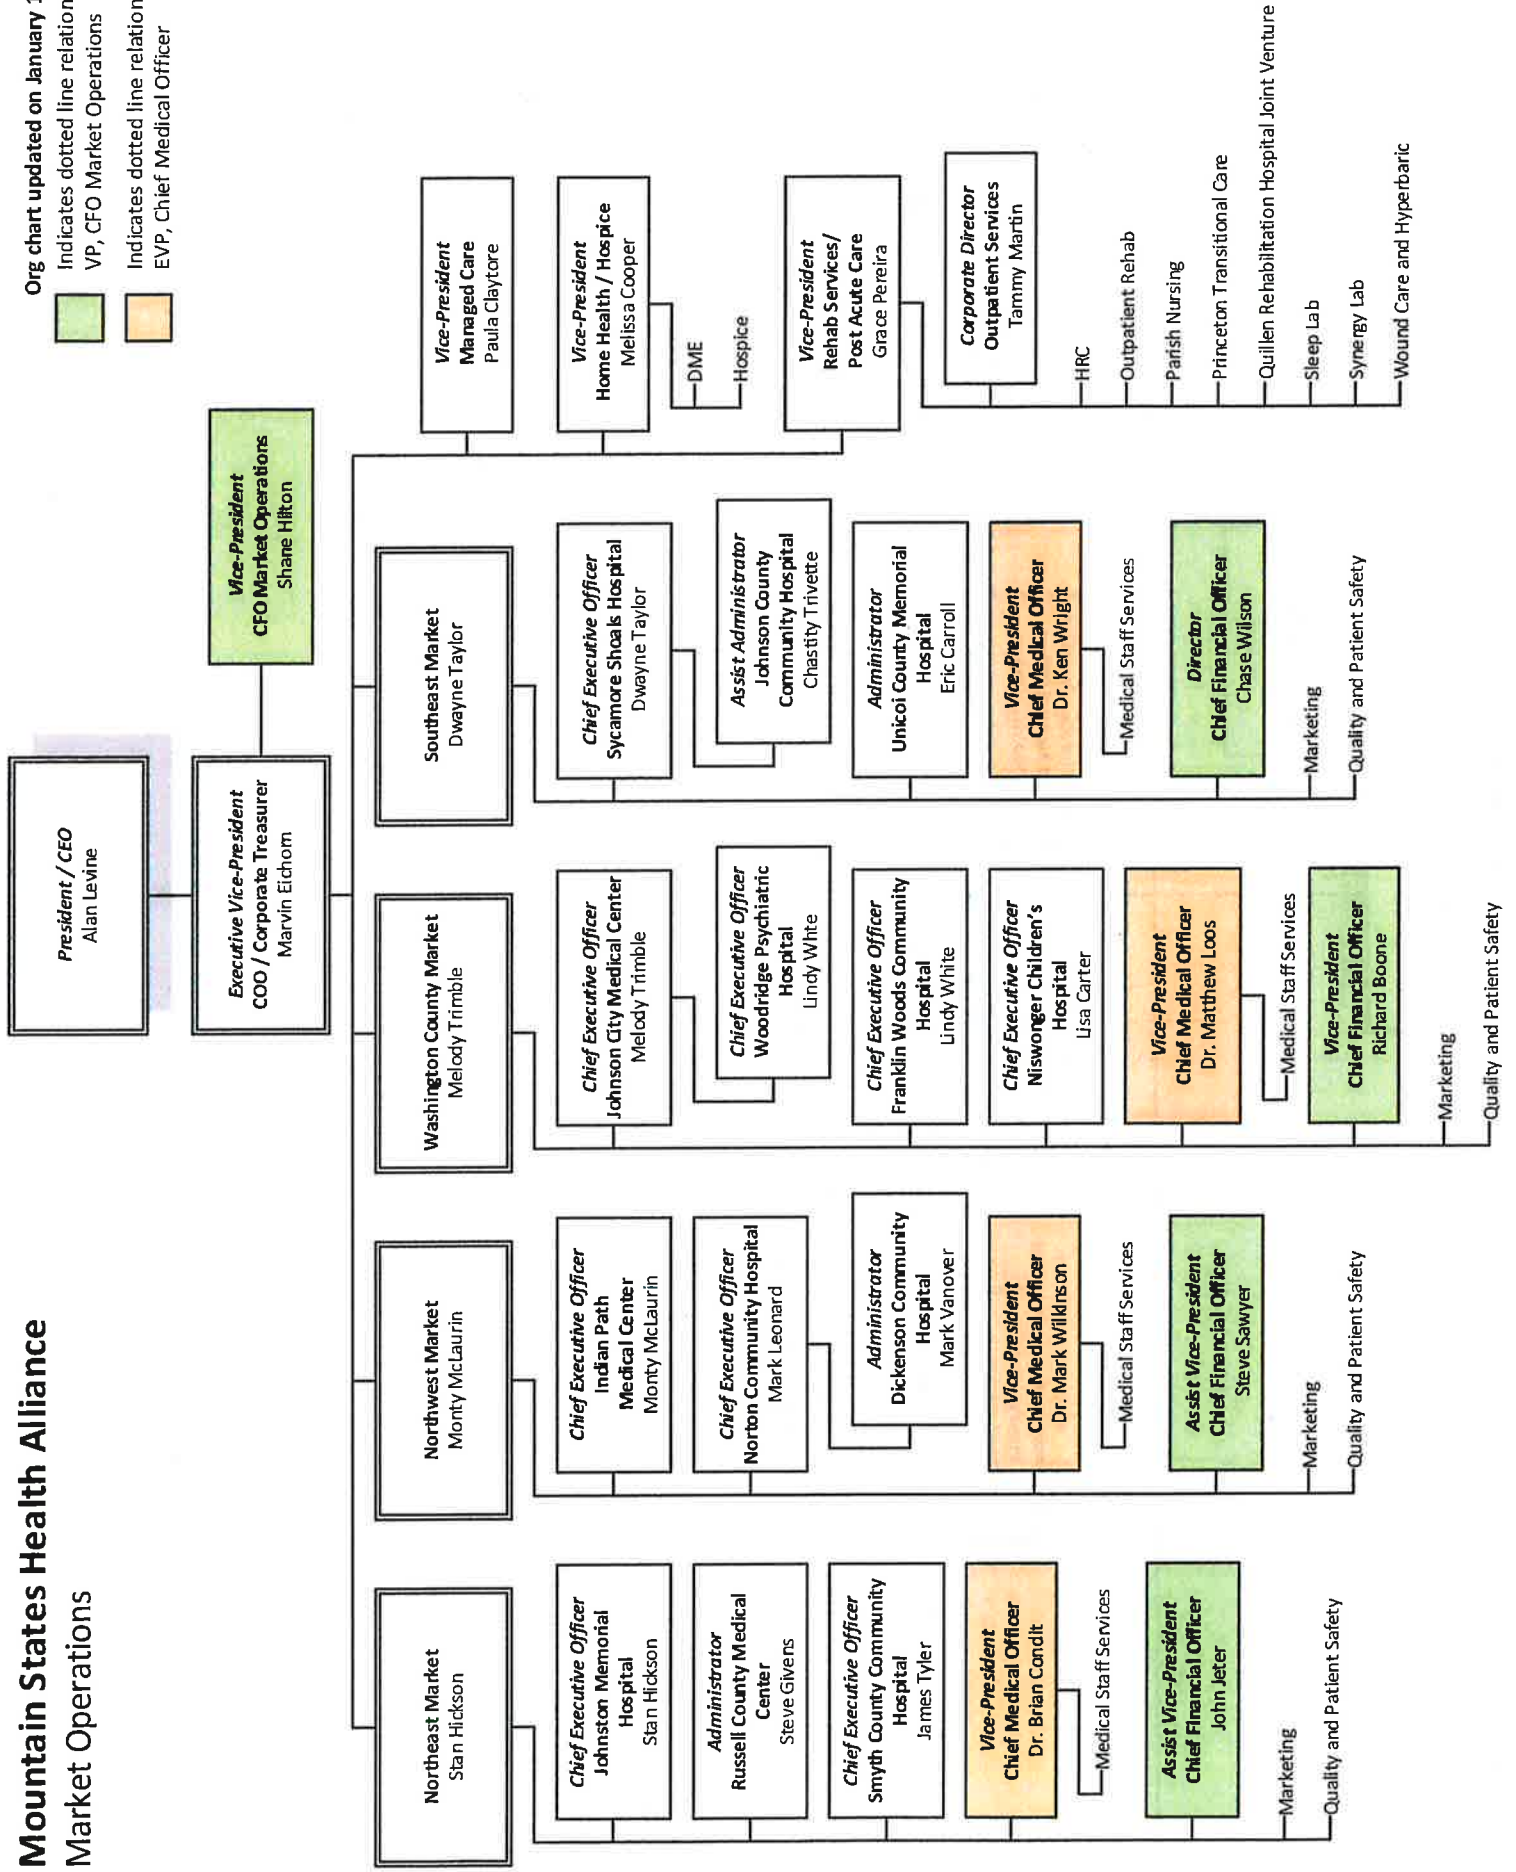 Mountain States Health Alliance
Market Operations
Org chart updated on January
Indicates dotted line relation
VP, CFO Market Operations
Indicates dotted line relation
EVP, Chief Medical Officer
President / CEO
Alan Levine
Executive Vice-President
COO / Corporate Treasurer
Marvin Eichorn
Vice-President
CFO Market Operations
Shane Hilton
Northeast Market
Stan Hickson
Chief Executive Officer
Johnston Memorial
Hospital
Stan Hickson
Administrator
Russell County Medical
Center
Steve Givens
Chief Executive Officer
Smyth County Community
Hospital
James Tyler
Vice-President
Chief Medical Officer
Dr. Brian Condit
Medical Staff Services
Assist Vice-President
Chief Financial Officer
John Jeter
Marketing
Quality and Patient Safety
Northwest Market
Monty McLaurin
Chief Executive Officer
Indian Path
Medical Center
Monty McLaurin
Chief Executive Officer
Norton Community Hospital
Mark Leonard
Administrator
Dickenson Community
Hospital
Mark Vanover
Vice-President
Chief Medical Officer
Dr. Mark Wilkinson
Medical Staff Services
Assist Vice-President
Chief Financial Officer
Steve Sawyer
Marketing
Quality and Patient Safety
Washington County Market
Melody Trimble
Chief Executive Officer
Johnson City Medical Center
Melody Trimble
Chief Executive Officer
Woodridge Psychiatric
Hospital
Lindy White
Chief Executive Officer
Franklin Woods Community
Hospital
Lindy White
Chief Executive Officer
Niswonger Children's
Hospital
Lisa Carter
Vice-President
Chief Medical Officer
Dr. Matthew Loos
Medical Staff Services
Vice-President
Chief Financial Officer
Richard Boone
Marketing
Quality and Patient Safety
Southeast Market
Dwayne Taylor
Chief Executive Officer
Sycamore Shoals Hospital
Dwayne Taylor
Assist Administrator
Johnson County
Community Hospital
Chastity Trivette
Administrator
Unicoi County Memorial
Hospital
Eric Carroll
Vice-President
Chief Medical Officer
Dr. Ken Wright
Medical Staff Services
Director
Chief Financial Officer
Chase Wilson
Marketing
Quality and Patient Safety
Vice-President
Managed Care
Paula Claytore
Vice-President
Home Health / Hospice
Melissa Cooper
DME
Hospice
Vice-President
Rehab Services/
Post Acute Care
Grace Pereira
Corporate Director
Outpatient Services
Tammy Martin
HRC
Outpatient Rehab
Parish Nursing
Princeton Transitional Care
Quillen Rehabilitation Hospital Joint Venture
Sleep Lab
Synergy Lab
Wound Care and Hyperbaric